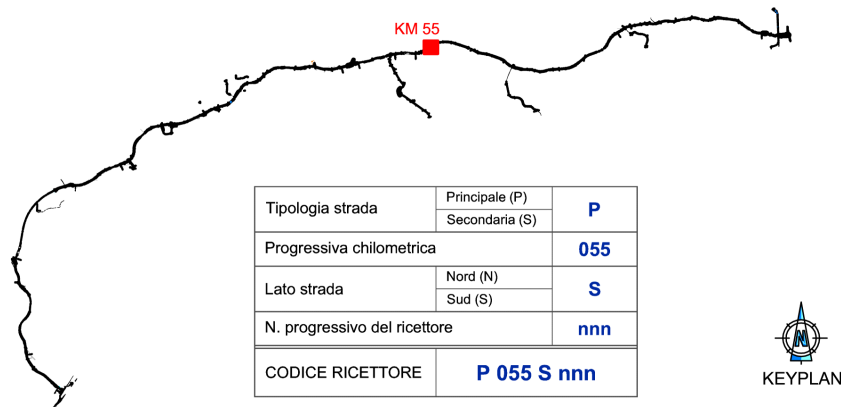 KM 55
Tipologia strada
Principale (P)
Secondaria (S)
P
Progressiva chilometrica
055
Lato strada
Nord (N)
Sud (S)
S
N. progressivo del ricettore
nnn
CODICE RICETTORE
P 055 S nnn
N
KEYPLAN